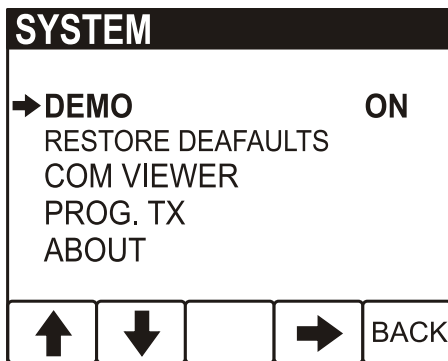 SYSTEM
DEMO ON
RESTORE DEAFAULTS
COM VIEWER
PROG. TX
ABOUT
BACK